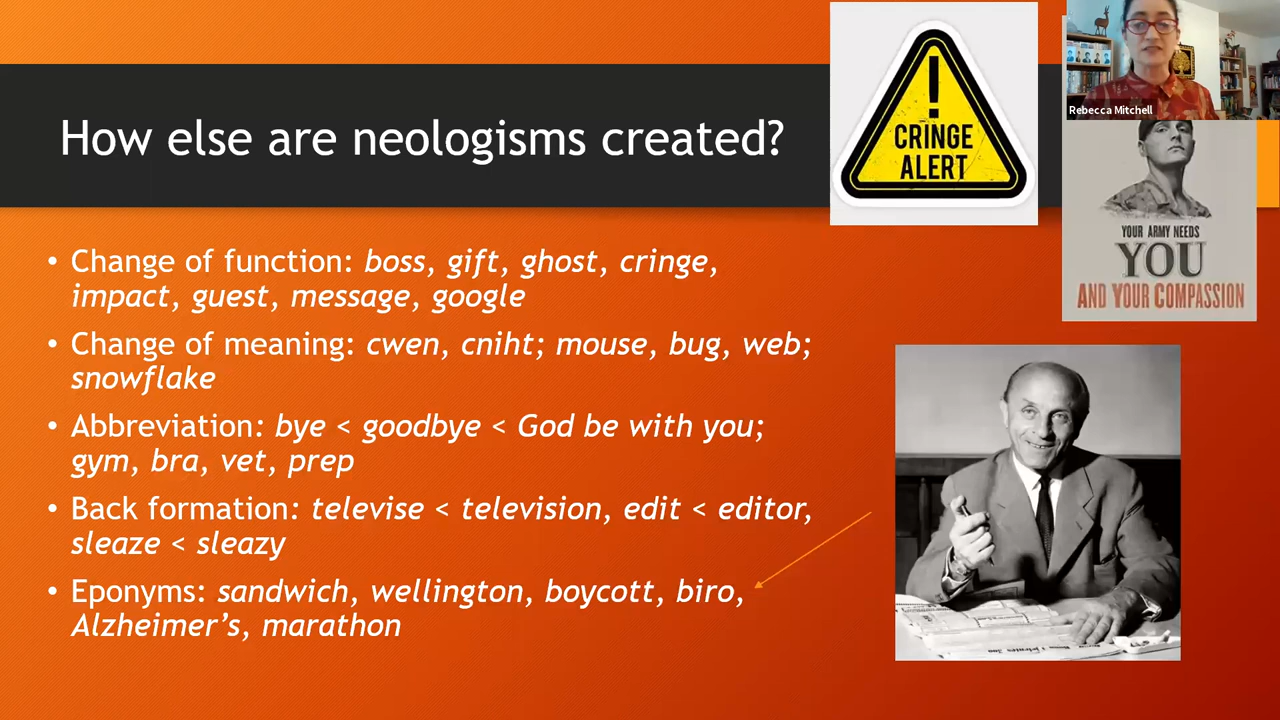 How else are neologisms created?
CRINGE
ALERT
Rebecca Mitchell
YOUR ARMY NEEDS
YOU
AND YOUR COMPASSION
• Change of function: boss, gift, ghost, cringe,
impact, guest, message, google
• Change of meaning: cwen, cniht; mouse, bug, web;
snowflake
• Abbreviation: bye < goodbye < God be with you;
gym, bra, vet, prep
• Back formation: televise < television, edit < editor,
sleaze < sleazy
• Eponyms: sandwich, wellington, boycott, biro,
Alzheimer’s, marathon